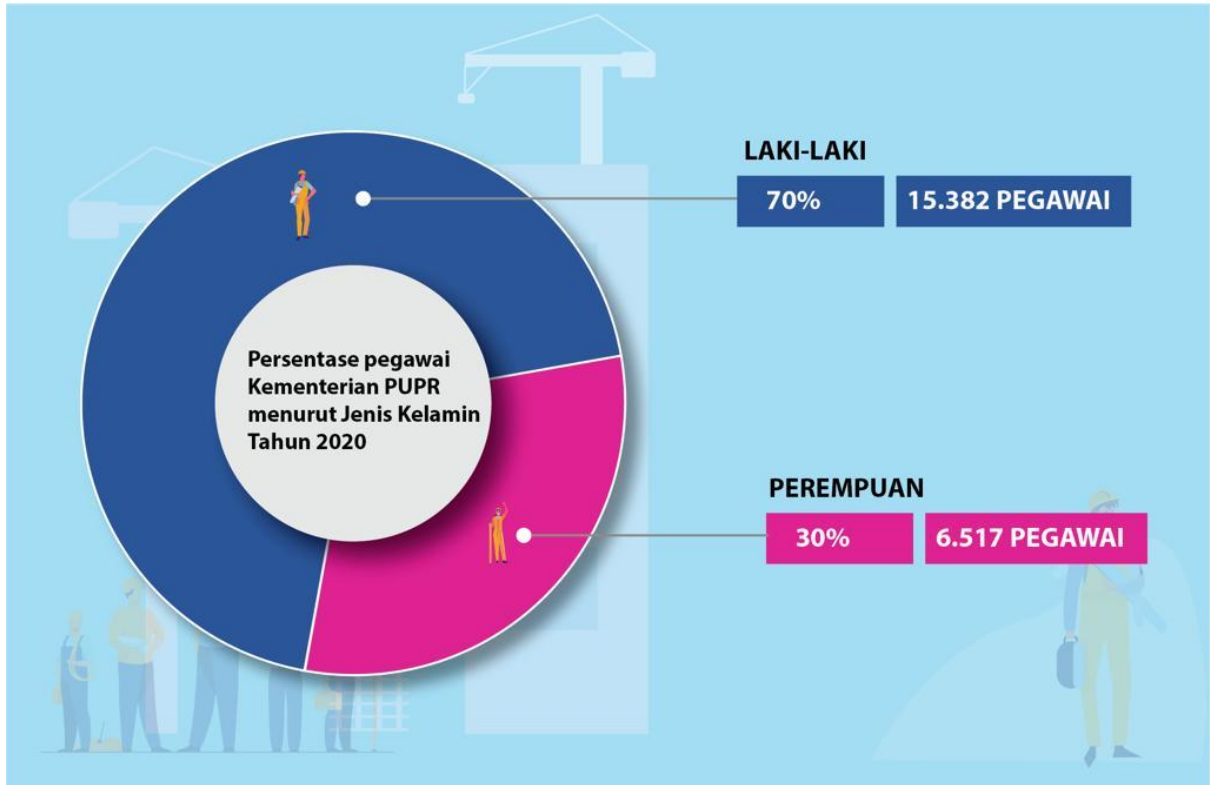 LAKI-LAKI
70% 15.382 PEGAWAI
Persentase pegawai
Kementerian PUPR
menurut Jenis Kelamin
Tahun 2020
PEREMPUAN
30% 6.517 PEGAWAI